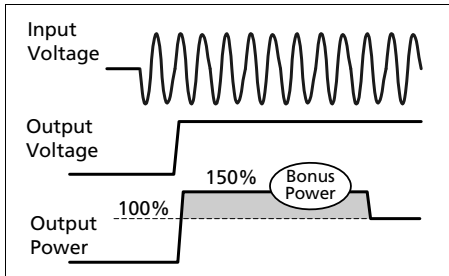 Input
Voltage
Output
Voltage
150%
Bonus
Power
100%
Output
Power